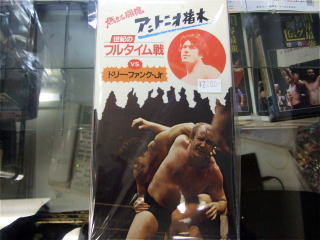 燃える闘魂
アントニオ猪木
世紀の
フルタイム戦
VS
ドリー・ファンク・Jr